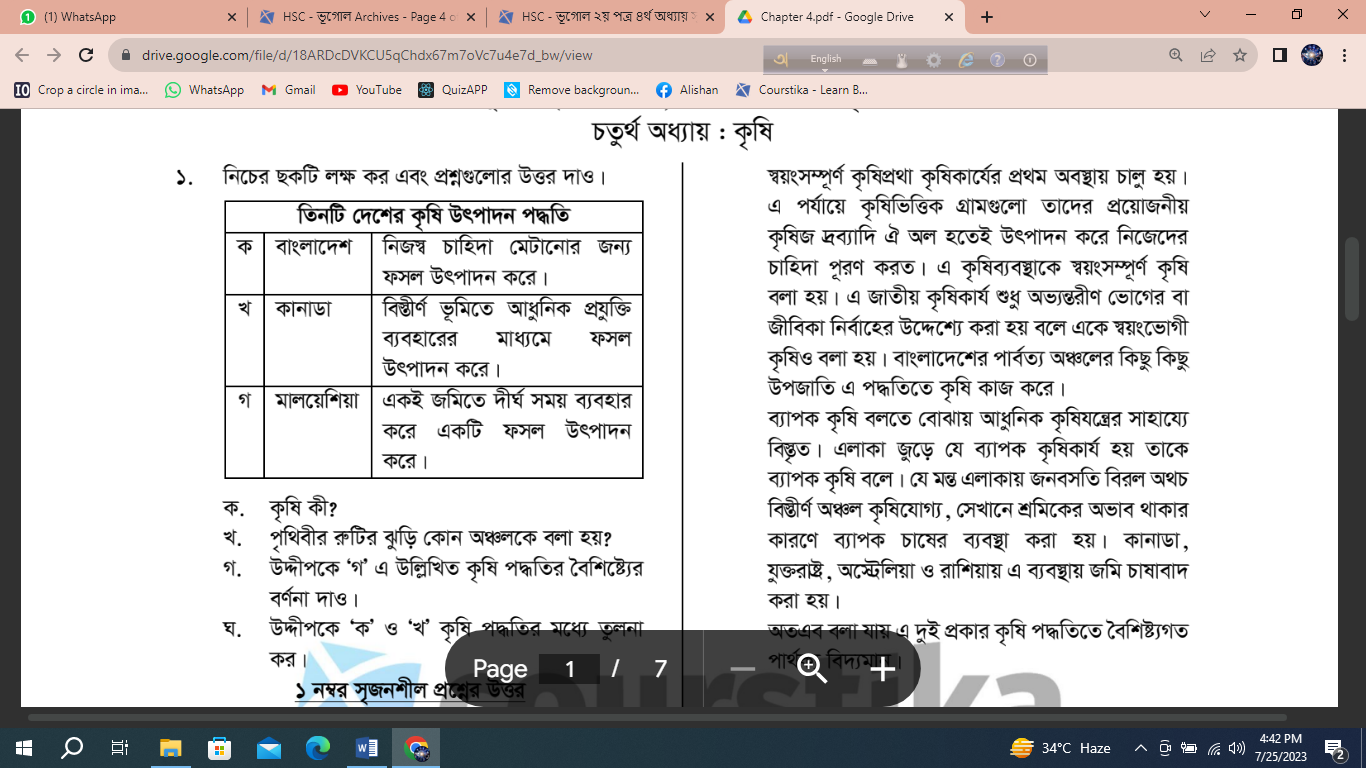 (1) WhatsApp
HSC - ভূগোল Archives - Page 4 o
HSC - ভূগোল ২য় পত্র ৪র্থ অধ্যায়
Chapter 4.pdf - Google Drive
drive.google.com/file/d/18ARDcDVKCU5qChdx67m7oVc7u4e7d_bw/view
English
Crop a circle in ima...
WhatsApp
Gmail
YouTube
QuizAPP
Remove backgroun...
Alishan
Courstika - Learn B...
চতুর্থ অধ্যায় : কৃষি
১. নিচের ছকটি লক্ষ কর এবং প্রশ্নগুলোর উত্তর দাও।
তিনটি দেশের কৃষি উৎপাদন পদ্ধতি
ক বাংলাদেশ নিজস্ব চাহিদা মেটানোর জন্য
ফসল উৎপাদন করে।
খ কানাডা বিস্তীর্ণ ভূমিতে আধুনিক প্রযুক্তি
ব্যবহারের মাধ্যমে ফসল
উৎপাদন করে।
গ মালয়েশিয়া একই জমিতে দীর্ঘ সময় ব্যবহার
করে একটি ফসল উৎপাদন
করে।
ক. কৃষি কী?
খ. পৃথিবীর রুটির ঝুড়ি কোন অঞ্চলকে বলা হয়?
গ. উদ্দীপকে ‘গ’ এ উল্লিখিত কৃষি পদ্ধতির বৈশিষ্ট্যের
বর্ণনা দাও।
ঘ. উদ্দীপকে ‘ক’ ও ‘খ’ কৃষি পদ্ধতির মধ্যে তুলনা
কর।
১ নম্বর সৃজনশীল প্রশ্নের উত্তর
স্বয়ংসম্পূর্ণ কৃষিপ্রথা কৃষিকার্যের প্রথম অবস্থায় চালু হয়।
এ পর্যায়ে কৃষিভিত্তিক গ্রামগুলো তাদের প্রয়োজনীয়
কৃষিজ দ্রব্যাদি ঐ অল হতেই উৎপাদন করে নিজেদের
চাহিদা পূরণ করত। এ কৃষিব্যবস্থাকে স্বয়ংসম্পূর্ণ কৃষি
বলা হয়। এ জাতীয় কৃষিকার্য শুধু অভ্যন্তরীণ ভোগের বা
জীবিকা নির্বাহের উদ্দেশ্যে করা হয় বলে একে স্বয়ংভোগী
কৃষিও বলা হয়। বাংলাদেশের পার্বত্য অঞ্চলের কিছু কিছু
উপজাতি এ পদ্ধতিতে কৃষি কাজ করে।
ব্যাপক কৃষি বলতে বোঝায় আধুনিক কৃষিযন্ত্রের সাহায্যে
বিস্তৃত। এলাকা জুড়ে যে ব্যাপক কৃষিকার্য হয় তাকে
ব্যাপক কৃষি বলে। যে মন্ত এলাকায় জনবসতি বিরল অথচ
বিস্তীর্ণ অঞ্চল কৃষিযোগ্য, সেখানে শ্রমিকের অভাব থাকার
কারণে ব্যাপক চাষের ব্যবস্থা করা হয়। কানাডা,
যুক্তরাষ্ট্র, অস্ট্রেলিয়া ও রাশিয়ায় এ ব্যবস্থায় জমি চাষাবাদ
করা হয়।
অতএব বলা যায় এ দুই প্রকার কৃষি পদ্ধতিতে বৈশিষ্ট্যগত
পার্থক্য বিদ্যমান।
Page 1 / 7
34°C Haze
4:42 PM
7/25/2023
2